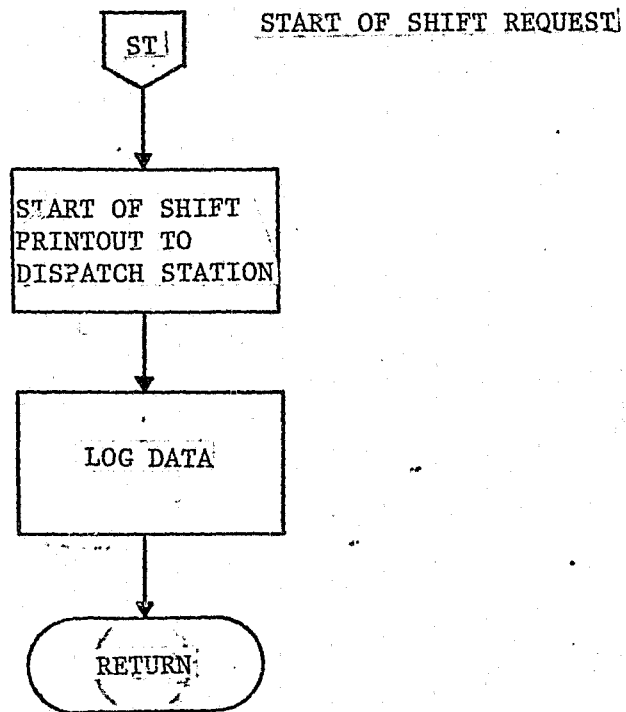 START OF SHIFT REQUEST
ST
START OF SHIFT
PRINTOUT TO
DISPATCH STATION
LOG DATA
RETURN